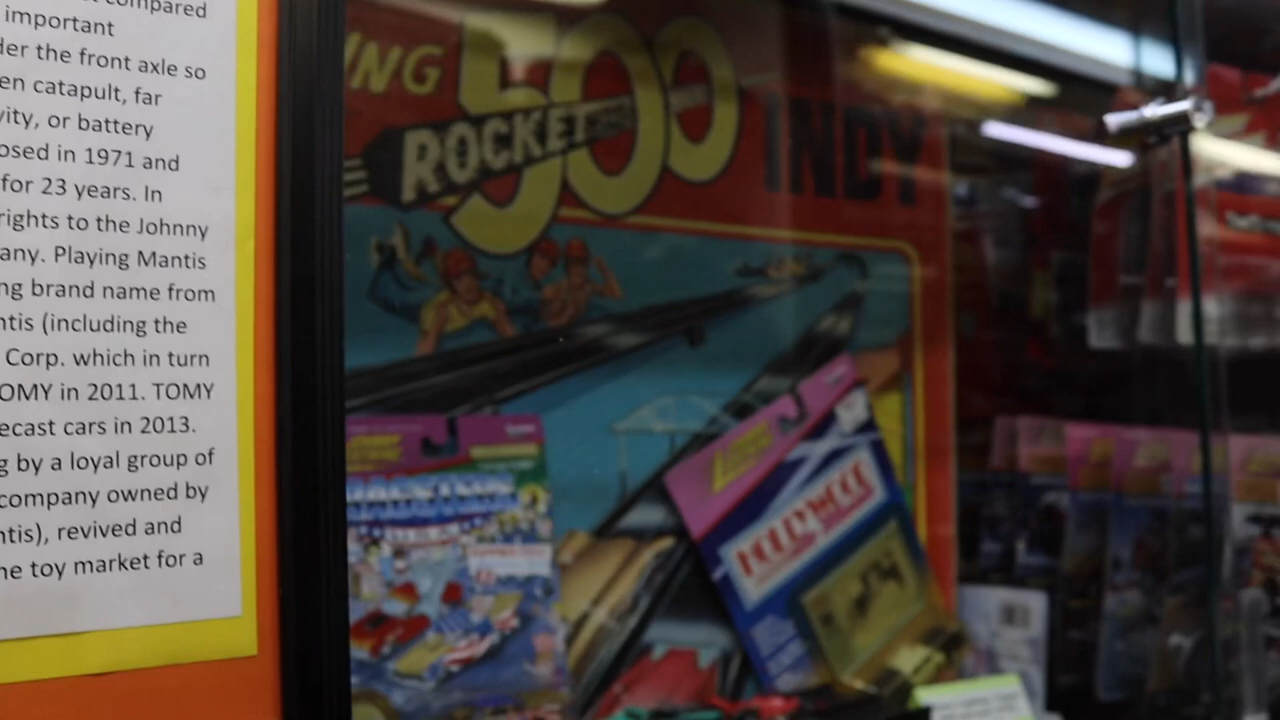 compared
important
der the front axle so
en catapult, far
vity, or battery
osed in 1971 and
for 23 years. In
rights to the Johnny
any. Playing Mantis
ng brand name from
ntis (including the
Corp. which in turn
OMY in 2011. TOMY
ecast cars in 2013.
g by a loyal group of
company owned by
ntis), revived and
he toy market for a
ING
500
ROCKET
INDY